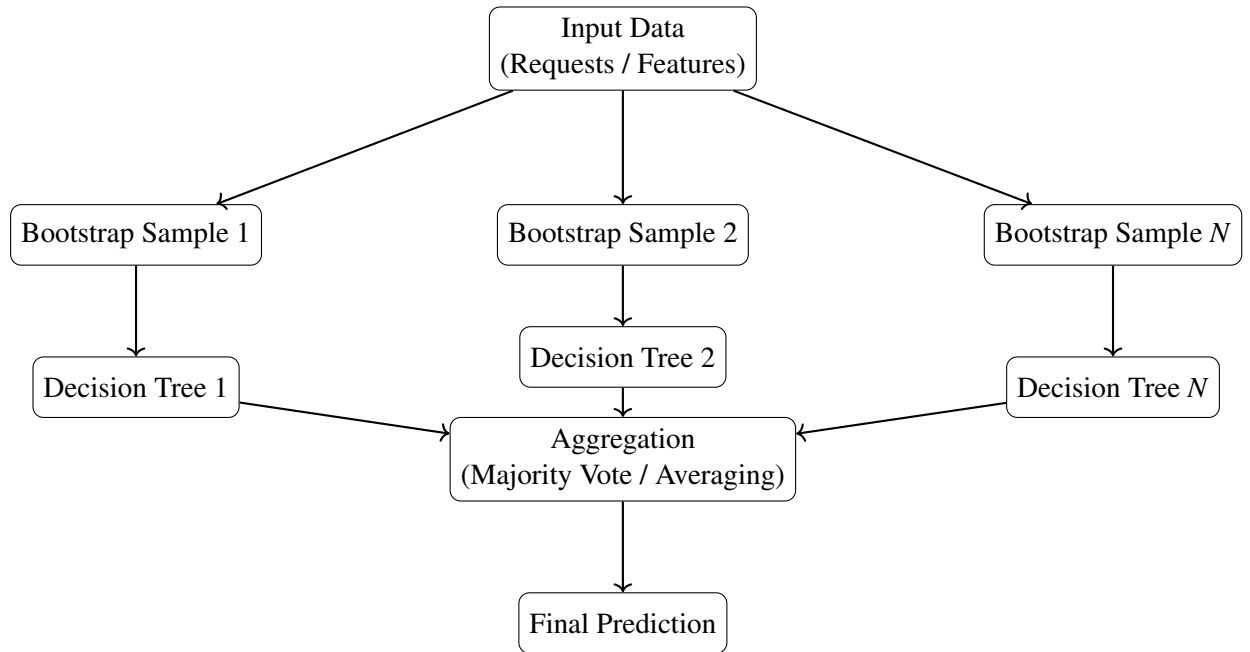 Input Data
(Requests / Features)
Bootstrap Sample 1
Bootstrap Sample 2
Bootstrap Sample N
Decision Tree 1
Decision Tree 2
Decision Tree N
Aggregation
(Majority Vote / Averaging)
Final Prediction